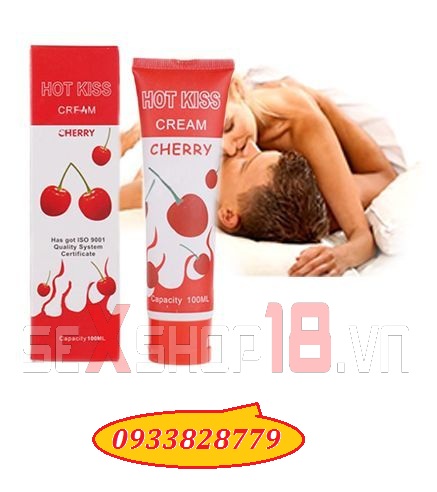 HOT KISS
CREAM
CHERRY
Has got ISO 9001
Quality System
Certificate
Capacity 100ML
HOT KISS
CREAM
CHERRY
Capacity 100ML
sexshop18.vn
0933828779